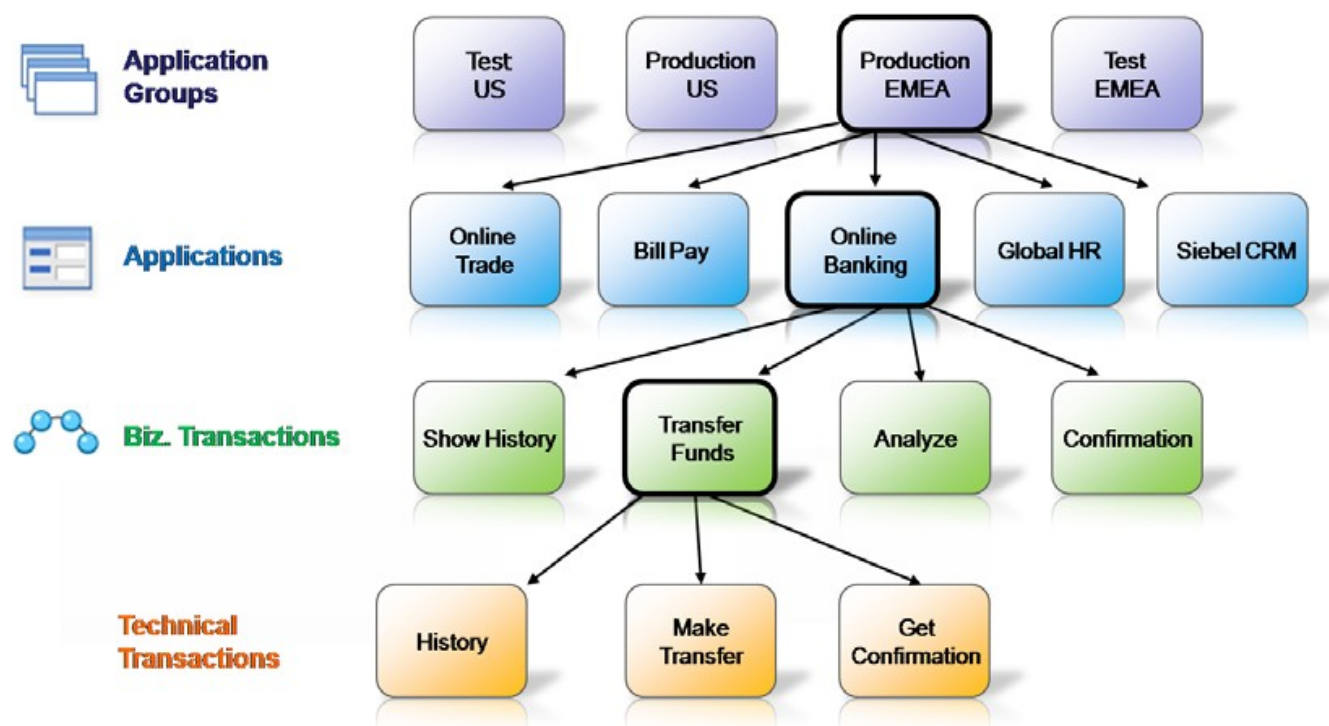 Application
Groups
Test
US
Production
US
Production
EMEA
Test
EMEA
Applications
Online
Trade
Bill Pay
Online
Banking
Global HR
Siebel CRM
Biz. Transactions
Show History
Transfer
Funds
Analyze
Confirmation
Technical
Transactions
History
Make
Transfer
Get
Confirmation